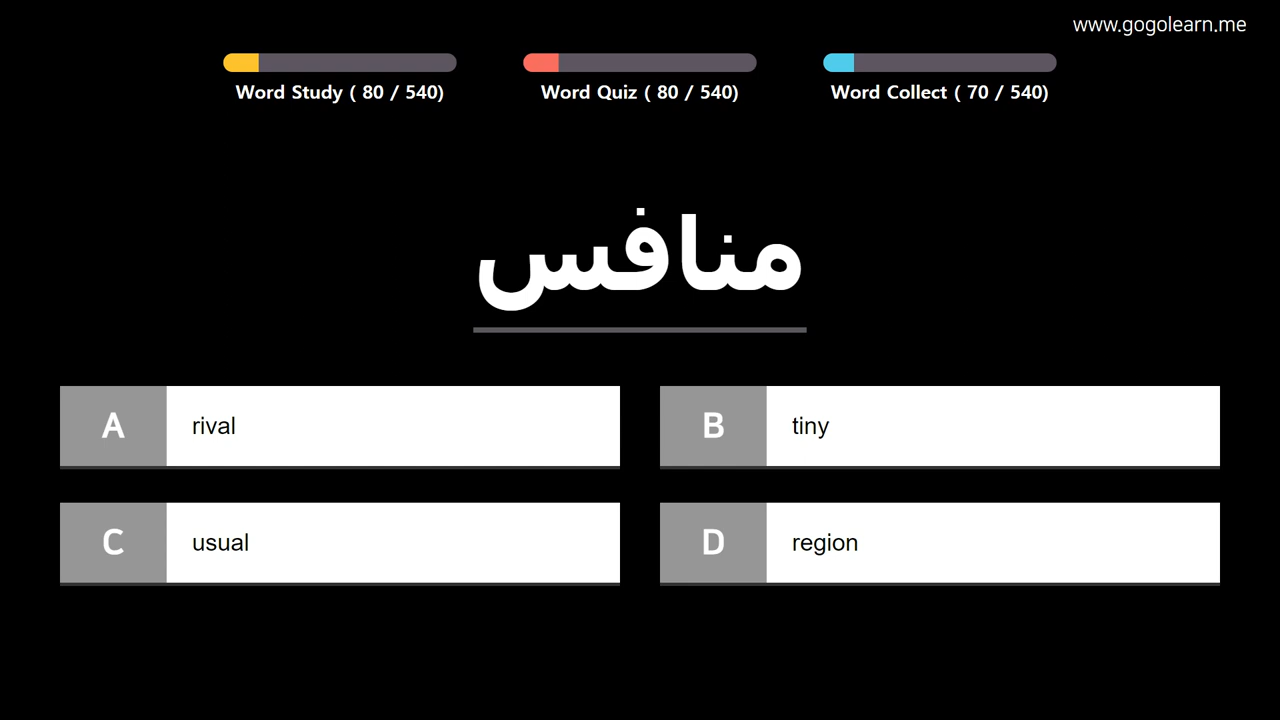 www.gogolearn.me
Word Study ( 80 / 540)
Word Quiz ( 80 / 540)
Word Collect ( 70 / 540)
منافس
A rival
B tiny
C usual
D region